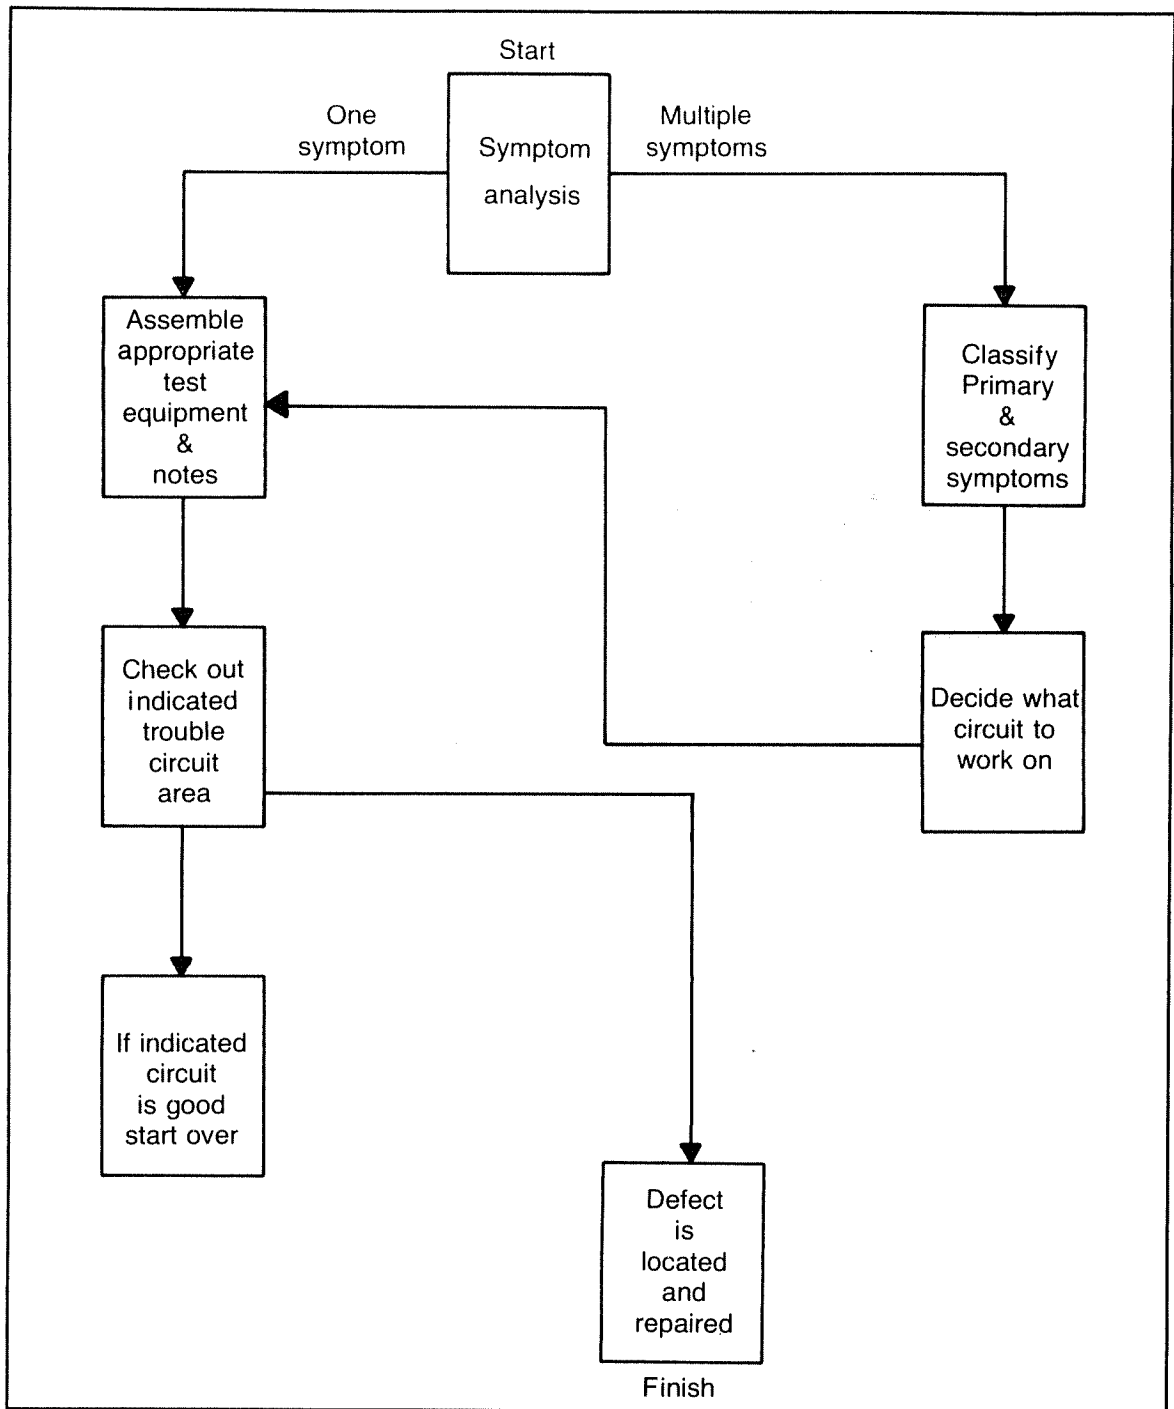 Start
One
symptom
Symptom
analysis
Multiple
symptoms
Assemble
appropriate
test
equipment
&
notes
Classify
Primary
&
secondary
symptoms
Check out
indicated
trouble
circuit
area
Decide what
circuit to
work on
If indicated
circuit
is good
start over
Defect
is
located
and
repaired
Finish